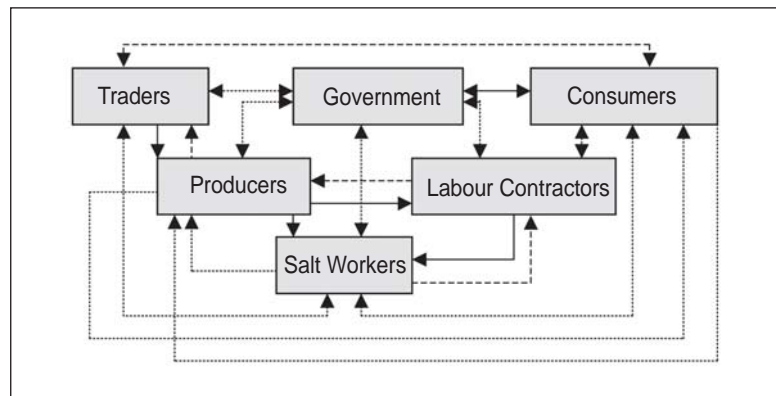 Traders
Government
Consumers
Producers
Labour Contractors
Salt Workers